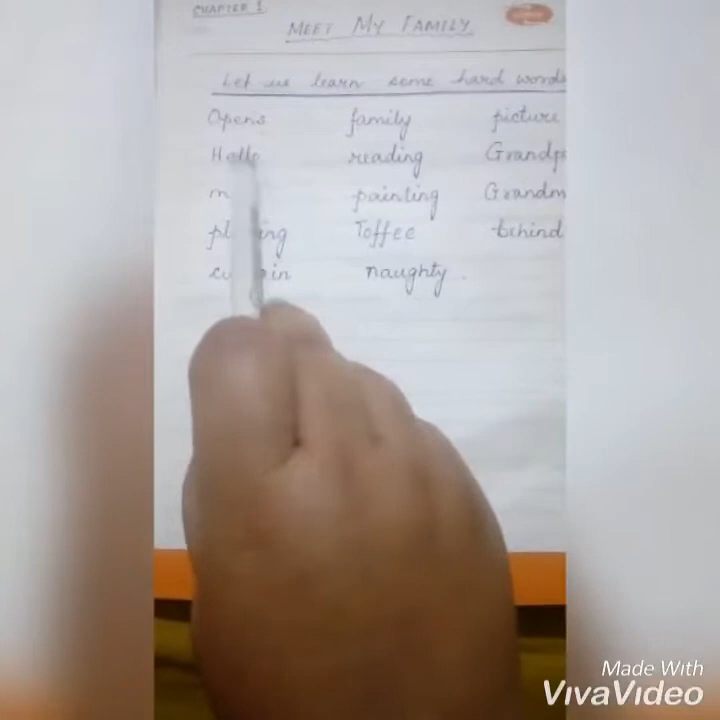 CHAPTER 1
MEET MY FAMILY
Let us learn some hard words
Opens family picture
Hello reading
painting
Toffee behind
naughty.
Made With
VivaVideo